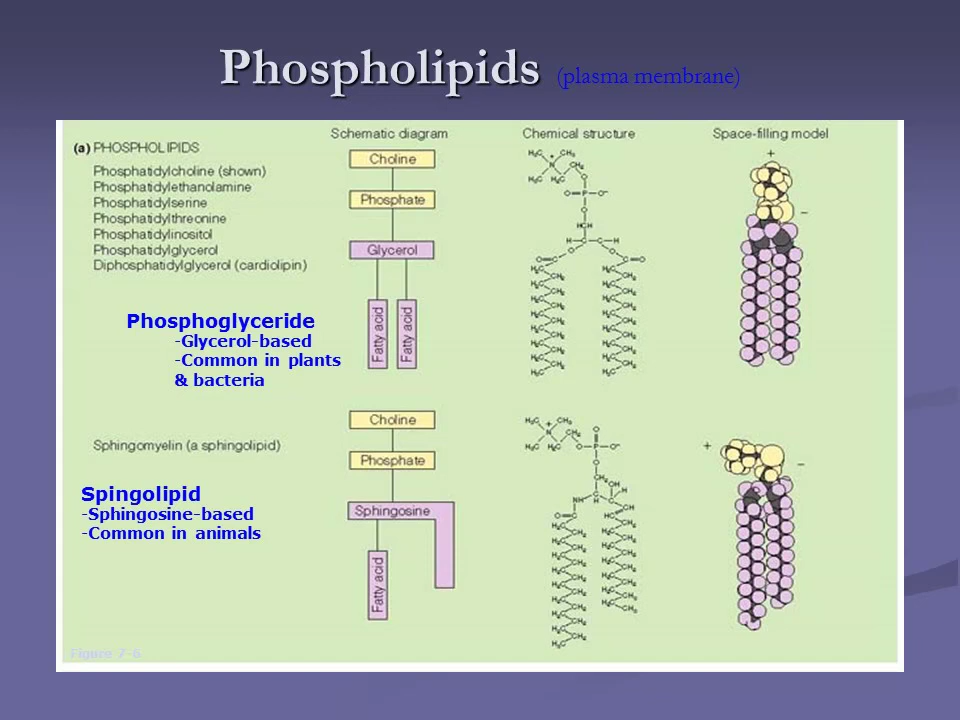 Phospholipids (plasma membrane)
Schematic diagram Chemical structure Space-filling model
(a) PHOSPHOLIPIDS
Phosphatidylcholine (shown)
Phosphatidylethanolamine
Phosphatidylserine
Phosphatidylthreonine
Phosphatidylinositol
Phosphatidylglycerol
Diphosphatidylglycerol (cardiolipin)
Choline
Phosphate
Glycerol
Fatty acid
Fatty acid
Phosphoglyceride
-Glycerol-based
-Common in plants
& bacteria
Sphingomyelin (a sphingolipid)
Choline
Phosphate
Sphingosine
Fatty acid
Spingolipid
-Sphingosine-based
-Common in animals
Figure 7-6